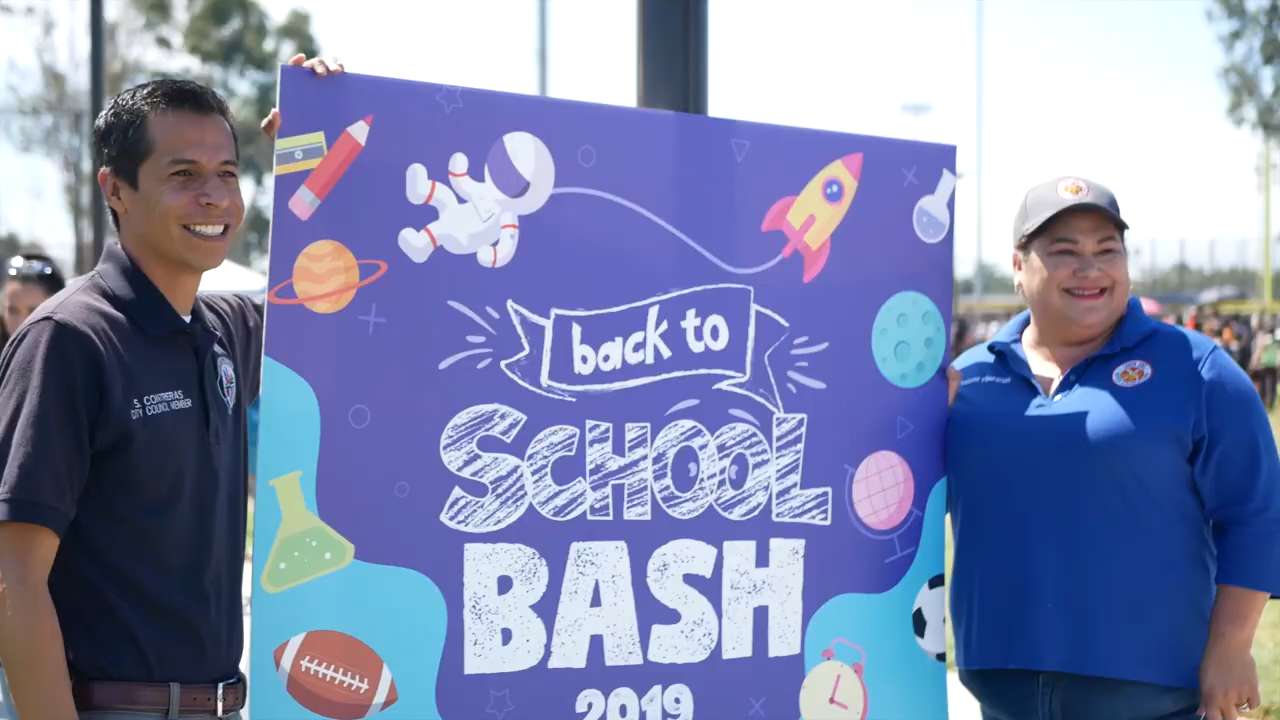 back to
SCHOOL
BASH
2019
S. CONTRERAS
CITY COUNCIL MEMBER